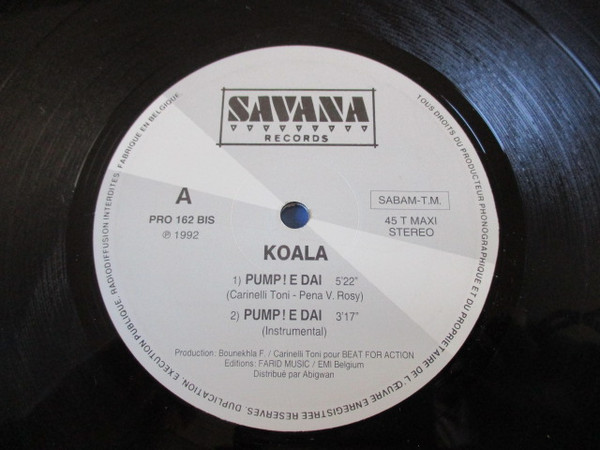 SAVANA
RECORDS
A
PRO 162 BIS
℗ 1992
SABAM-T.M.
45 T MAXI
STEREO
KOALA
1) PUMP! E DAI 5'22"
(Carinelli Toni - Pena V. Rosy)
2) PUMP! E DAI 3'17"
(Instrumental)
Production: Bounekhla F. / Carinelli Toni pour BEAT FOR ACTION
Editions: FARID MUSIC / EMI Belgium
Distribué par Abigwan
TOUS DROITS DU PRODUCTEUR PHONOGRAPHIQUE ET DU PROPRIETAIRE DE L'ŒUVRE ENREGISTREE RESERVES. DUPLICATION, EXECUTION PUBLIQUE, RADIODIFFUSION INTERDITES. FABRIQUE EN BELGIQUE